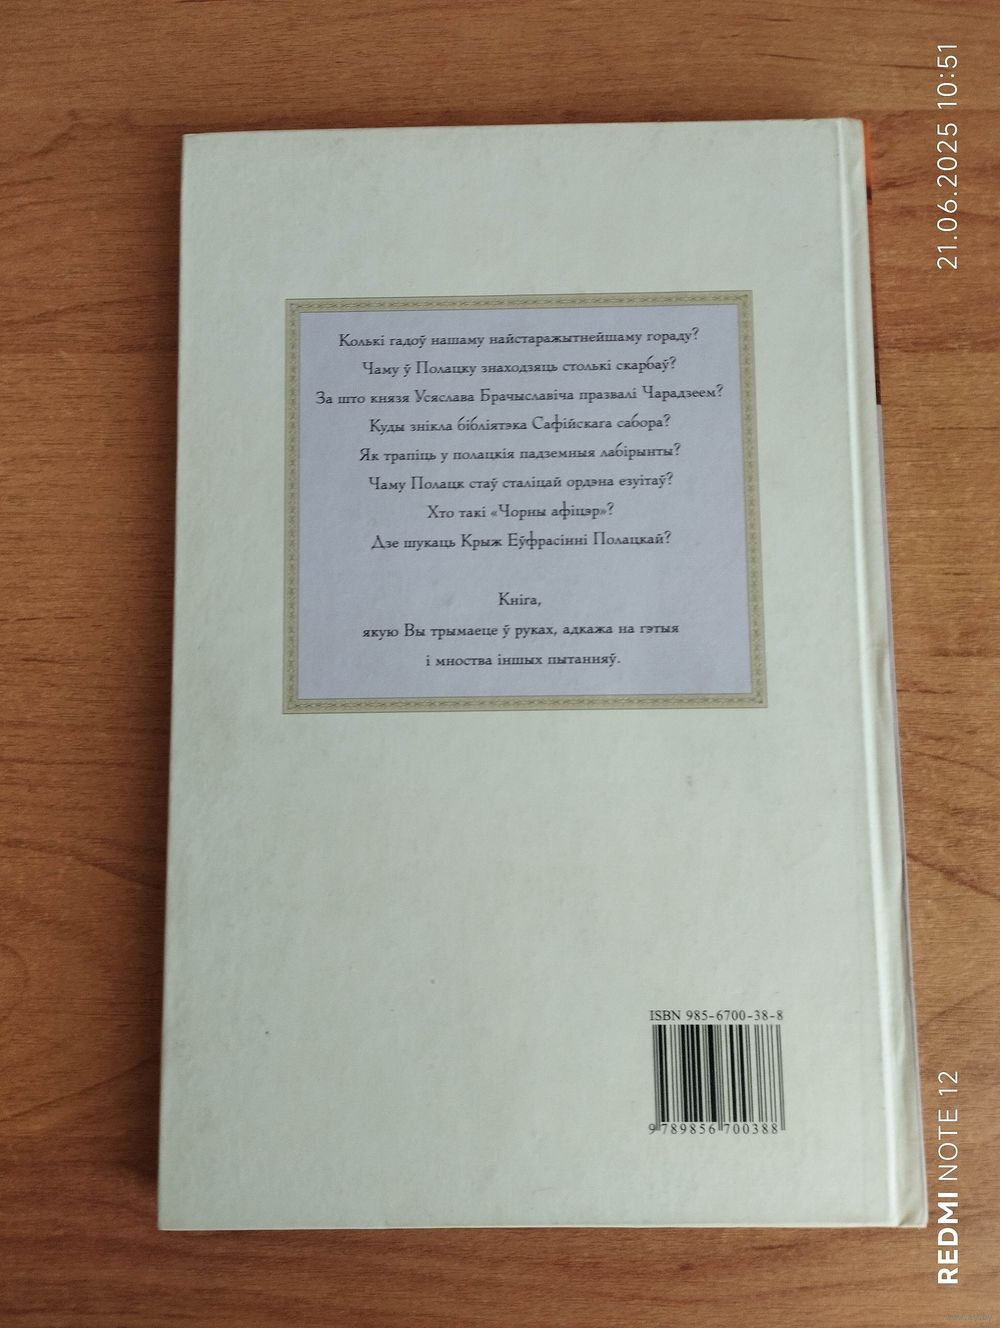 Колькі гадоў нашаму найстаражытнейшаму гораду?
Чаму ў Полацку знаходзяць столькі скарбаў?
За што князя Усяслава Брачыславіча празвалі Чарадзеем?
Куды знікла бібліятэка Сафійскага сабора?
Як трапіць у полацкія падземныя лабірынты?
Чаму Полацк стаў сталіцай ордэна езуітаў?
Хто такі «Чорны афіцэр»?
Дзе шукаць Крыж Еўфрасінні Полацкай?
Кніга,
якую Вы трымаеце ў руках, адкажа на гэтыя
і мноства іншых пытанняў.
ISBN 985-6700-38-8
9 789856 700388
21.06.2025 10:51
REDMI NOTE 12